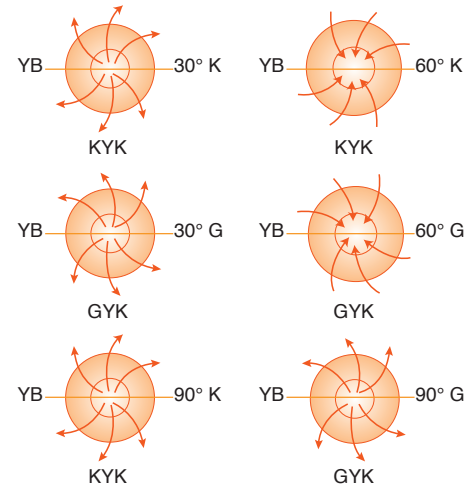 YB 30° K
KYK
YB 60° K
KYK
YB 30° G
GYK
YB 60° G
GYK
YB 90° K
KYK
YB 90° G
GYK